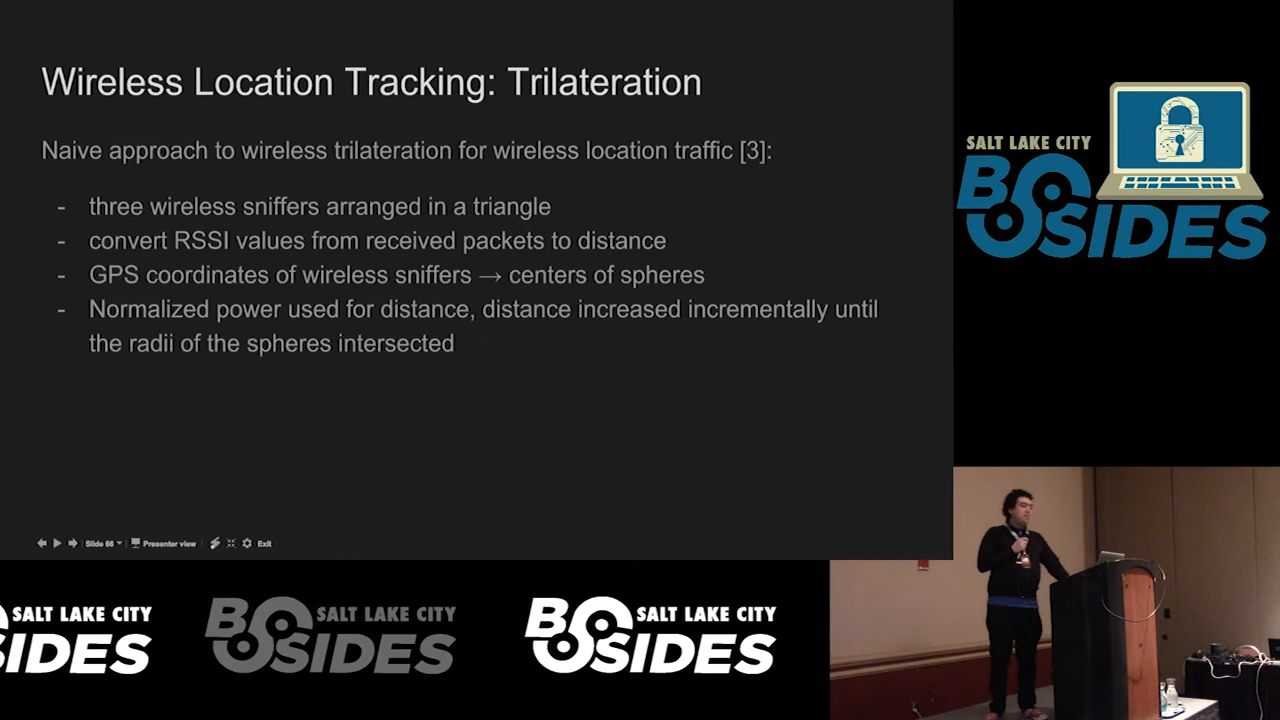 Wireless Location Tracking: Trilateration
Naive approach to wireless trilateration for wireless location traffic [3]:
- three wireless sniffers arranged in a triangle
- convert RSSI values from received packets to distance
- GPS coordinates of wireless sniffers → centers of spheres
- Normalized power used for distance, distance increased incrementally until
the radii of the spheres intersected
Slide 66
Presenter view
Exit
SALT LAKE CITY
BSIDES
SALT LAKE CITY
SIDES
SALT LAKE CITY
BSIDES
SALT LAKE CITY
BSIDES